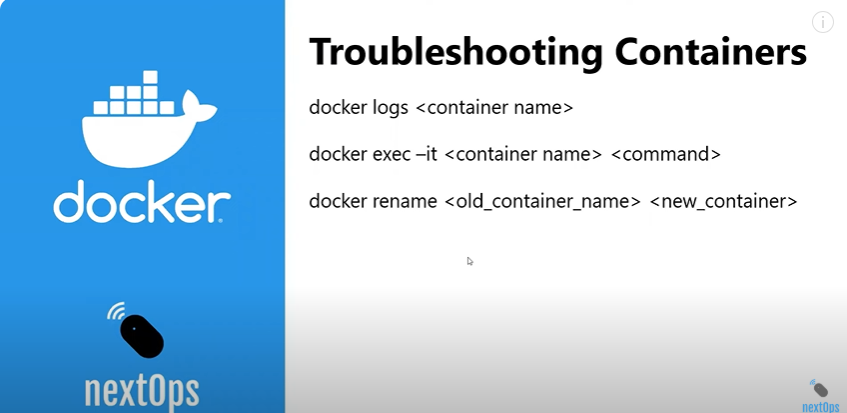 Troubleshooting Containers
docker logs <container name>
docker exec –it <container name> <command>
docker rename <old_container_name> <new_container>
docker
nextOps
nextOps